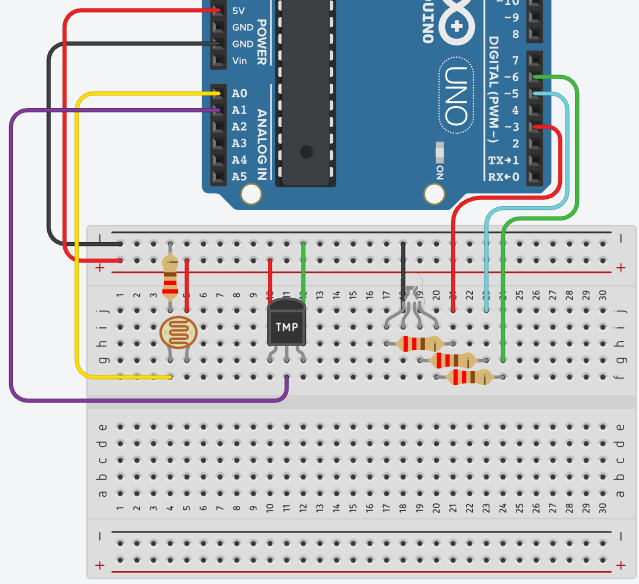 5V
GND
GND
Vin
POWER
A0
A1
A2
A3
A4
A5
ANALOG IN
UINO
UNO
ON
DIGITAL (PWM~)
~10
~9
8
7
~6
~5
4
~3
2
TX→1
RX←0
− −
+ +
1 2 3 4 5 6 7 8 9 10 11 12 13 14 15 16 17 18 19 20 21 22 23 24 25 26 27 28 29 30
j j
i i
h h
g g
f
TMP
e e
d d
c c
b b
a a
1 2 3 4 5 6 7 8 9 10 11 12 13 14 15 16 17 18 19 20 21 22 23 24 25 26 27 28 29 30
− −
+ +